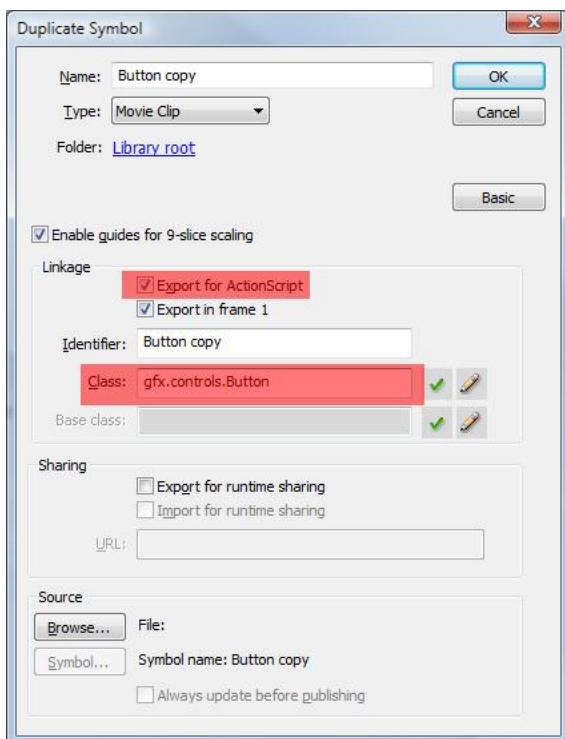 Duplicate Symbol
Name: Button copy OK
Type: Movie Clip Cancel
Folder: Library root
Basic
Enable guides for 9-slice scaling
Linkage
Export for ActionScript
Export in frame 1
Identifier: Button copy
Class: gfx.controls.Button
Base class:
Sharing
Export for runtime sharing
Import for runtime sharing
URL:
Source
Browse... File:
Symbol... Symbol name: Button copy
Always update before publishing